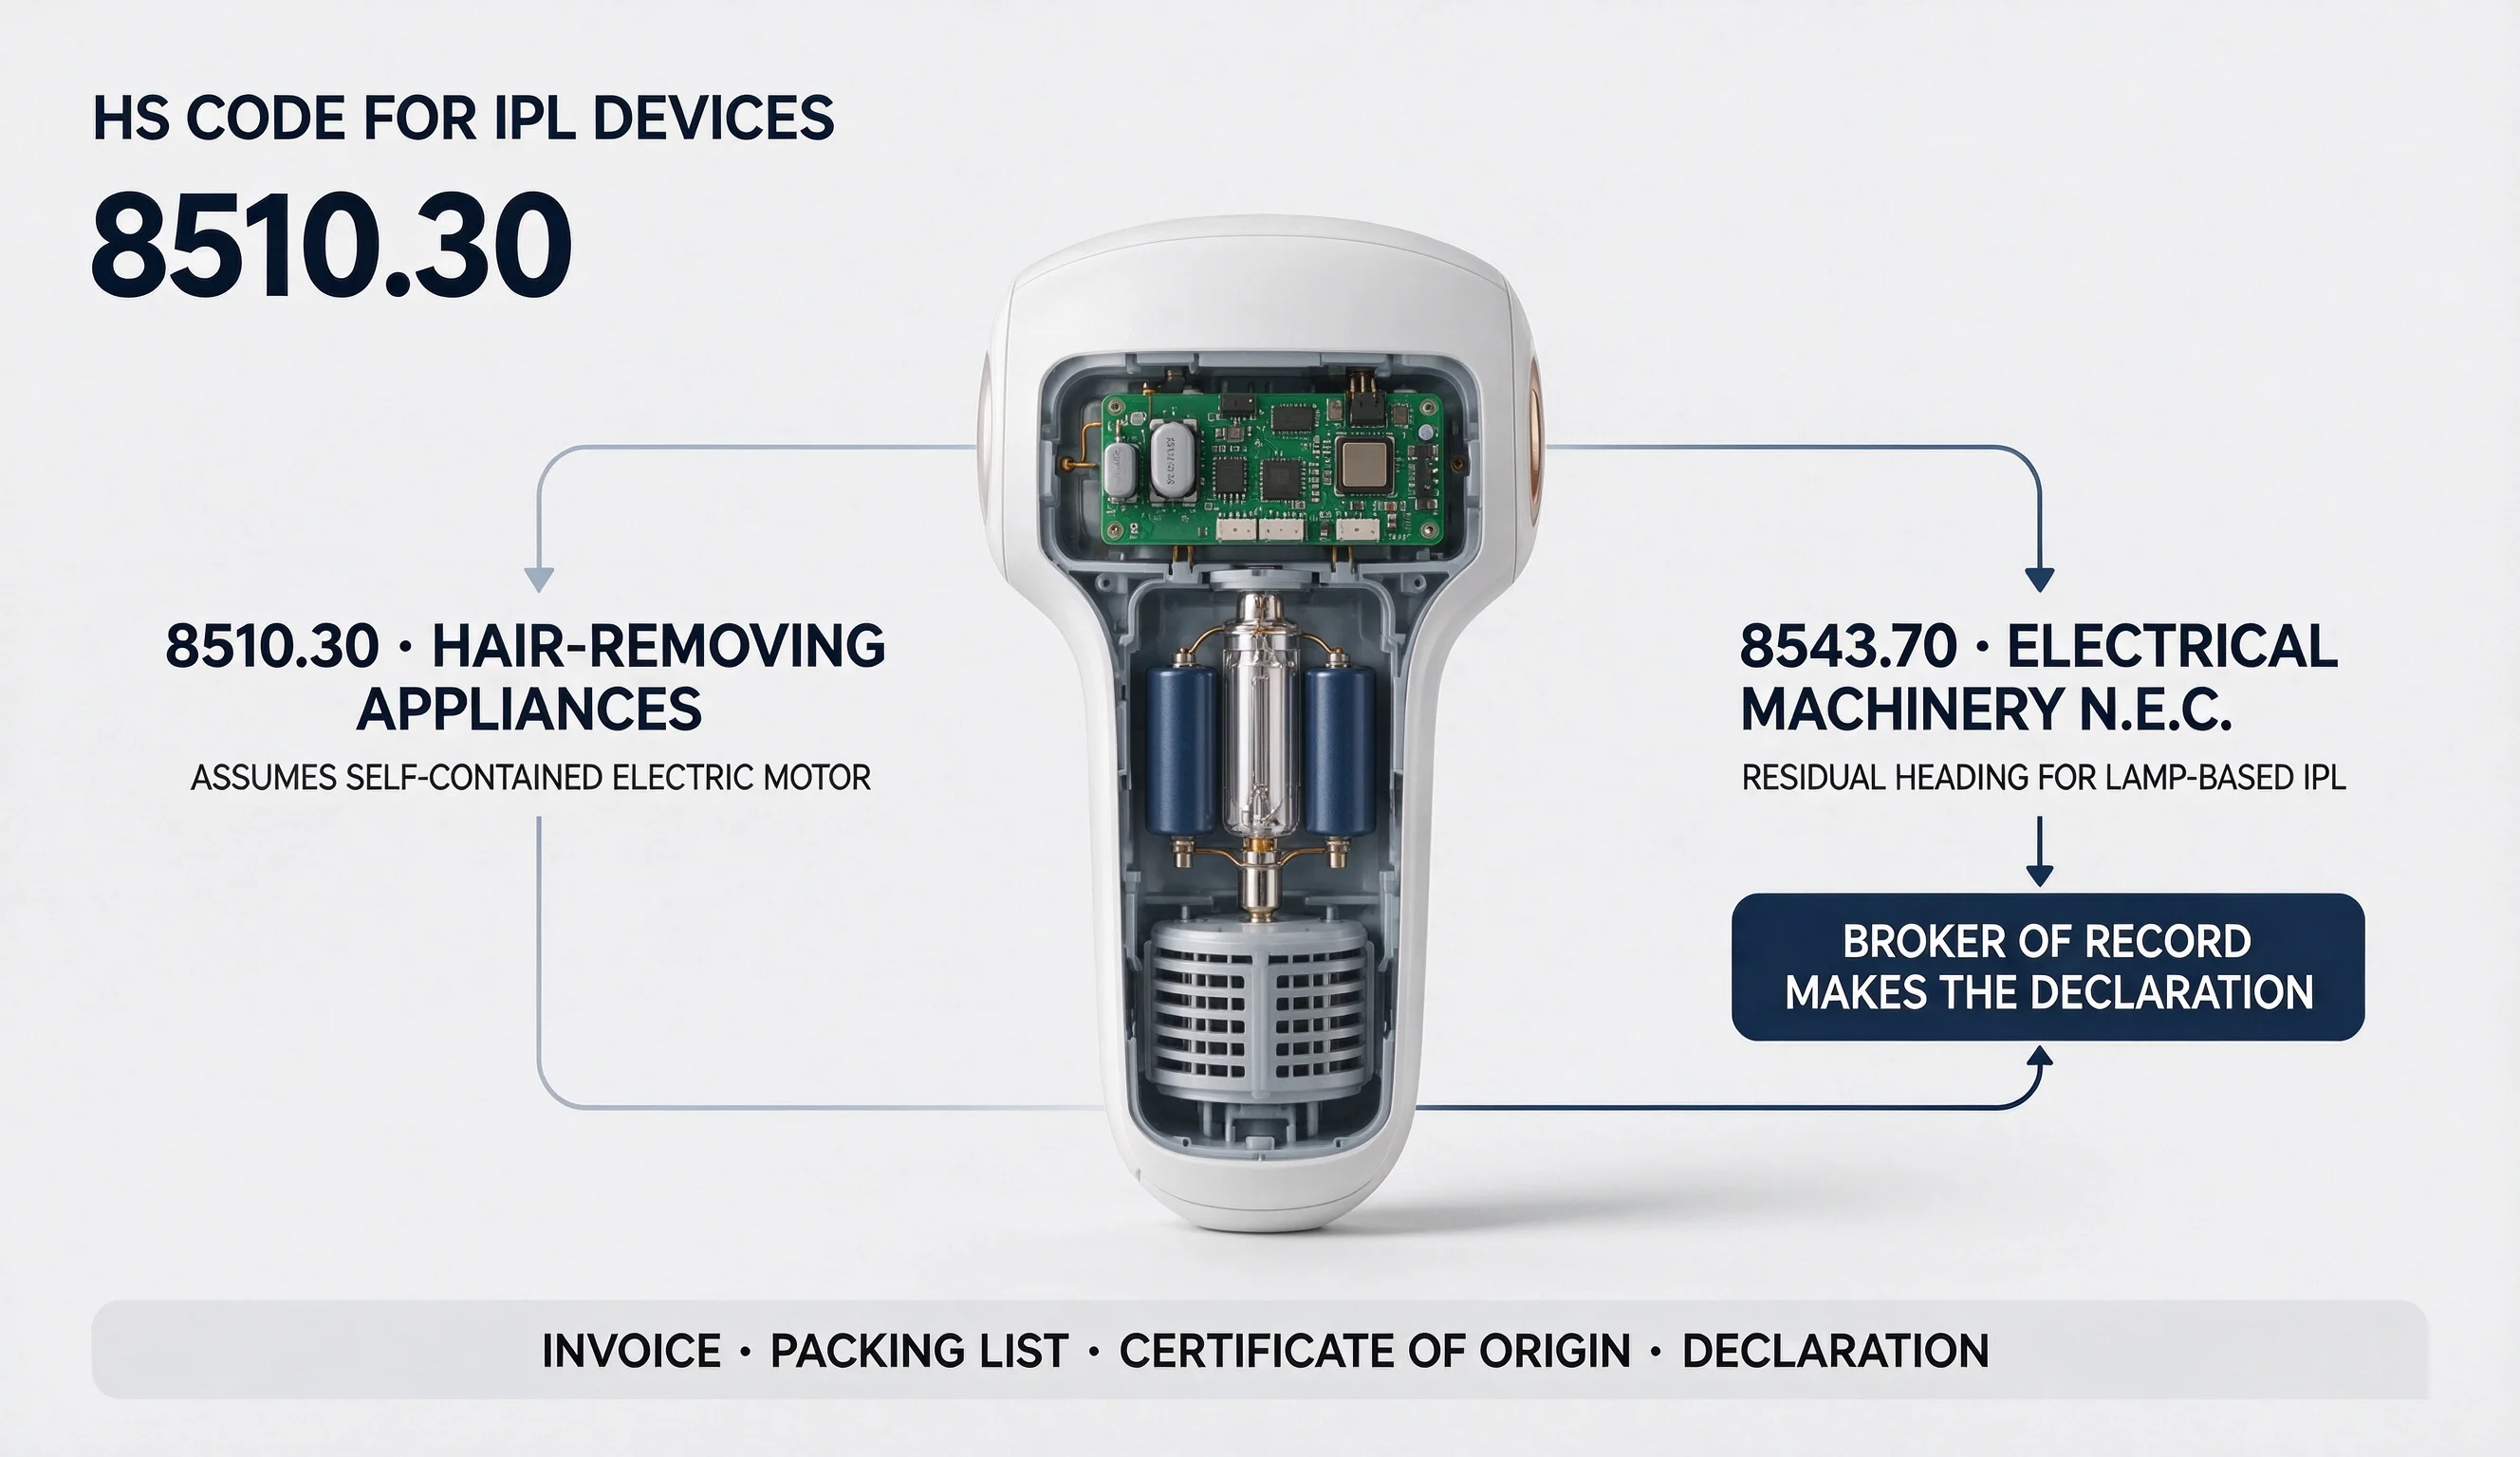 HS CODE FOR IPL DEVICES
8510.30
8510.30 • HAIR-REMOVING
APPLIANCES
ASSUMES SELF-CONTAINED ELECTRIC MOTOR
8543.70 • ELECTRICAL
MACHINERY N.E.C.
RESIDUAL HEADING FOR LAMP-BASED IPL
BROKER OF RECORD
MAKES THE DECLARATION
INVOICE • PACKING LIST • CERTIFICATE OF ORIGIN • DECLARATION